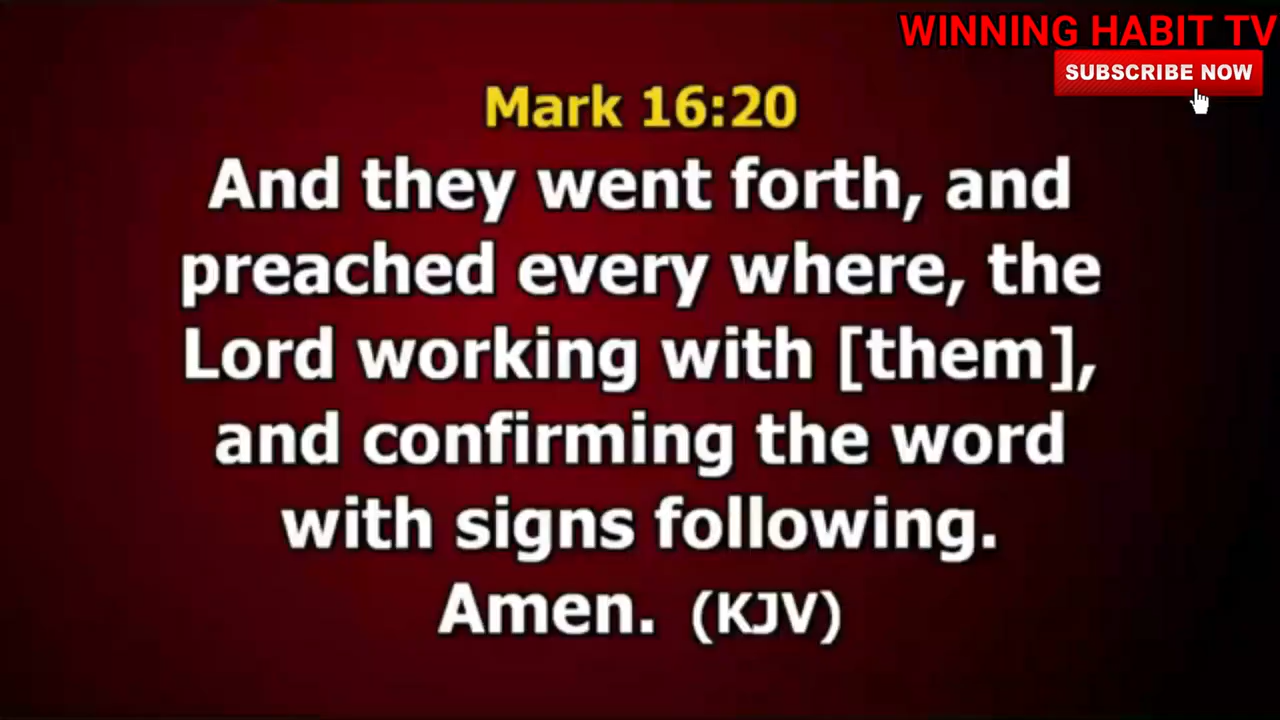 WINNING HABIT TV
SUBSCRIBE NOW
Mark 16:20
And they went forth, and
preached every where, the
Lord working with [them],
and confirming the word
with signs following.
Amen. (KJV)